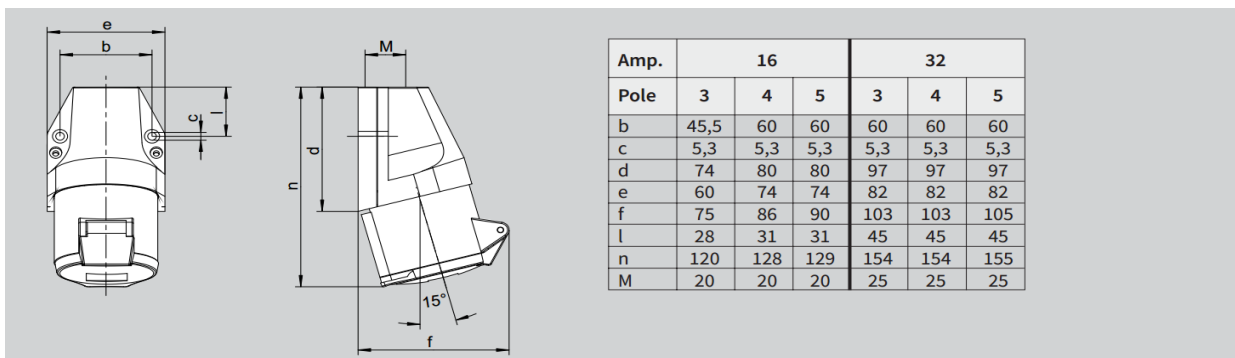 e
b
c
l
M
d
n
15°
f
Amp. 16 32
Pole 3 4 5 3 4 5
b 45,5 60 60 60 60 60
c 5,3 5,3 5,3 5,3 5,3 5,3
d 74 80 80 97 97 97
e 60 74 74 82 82 82
f 75 86 90 103 103 105
l 28 31 31 45 45 45
n 120 128 129 154 154 155
M 20 20 20 25 25 25